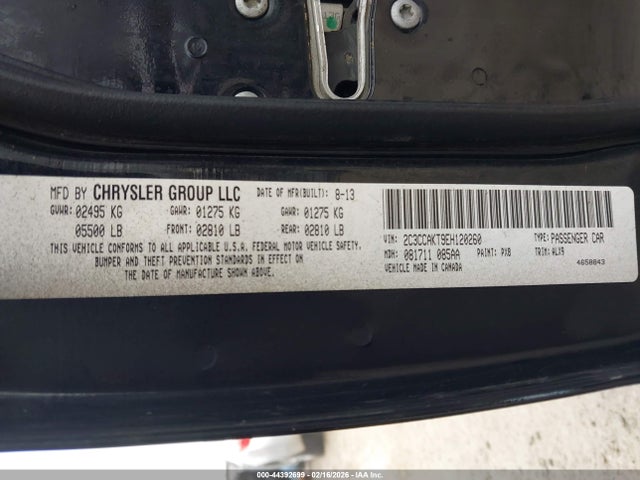 MFD BY CHRYSLER GROUP LLC DATE OF MFR(BUILT): 8-13
GVWR: 02495 KG GAWR: 01275 KG GAWR: 01275 KG
05500 LB FRONT: 02810 LB REAR: 02810 LB
THIS VEHICLE CONFORMS TO ALL APPLICABLE U.S.A. FEDERAL MOTOR VEHICLE SAFETY,
BUMPER AND THEFT PREVENTION STANDARDS IN EFFECT ON
THE DATE OF MANUFACTURE SHOWN ABOVE.
VIN: 2C3CCAKT9EH120260 TYPE: PASSENGER CAR
MDH: 081711 085AA PAINT: PX8 TRIM: WLX9
VEHICLE MADE IN CANADA 4658843
000-44392699 - 02/16/2026 - IAA Inc.